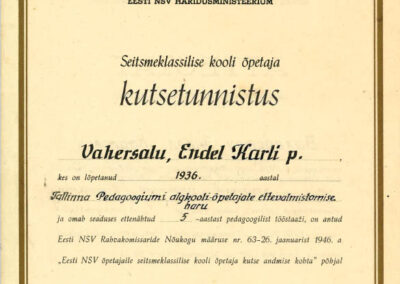 EESTI NSV HARIDUSMINISTEERIUM
Seitsmeklassilise kooli õpetaja
kutsetunnistus
Vahersalu, Endel Karli p.
kes on lõpetanud 1936. aastal
Tallinna Pedagoogiumi algkooli-õpetajate ettevalmistamise
haru
ja omab seaduses ettenähtud 5 -aastast pedagoogilist tööstaaži, on antud
Eesti NSV Rahvakomissaride Nõukogu määruse nr. 63-26. jaanuarist 1946. a
„Eesti NSV õpetajaile seitsmeklassilise kooli õpetaja kutse andmise kohta" põhjal